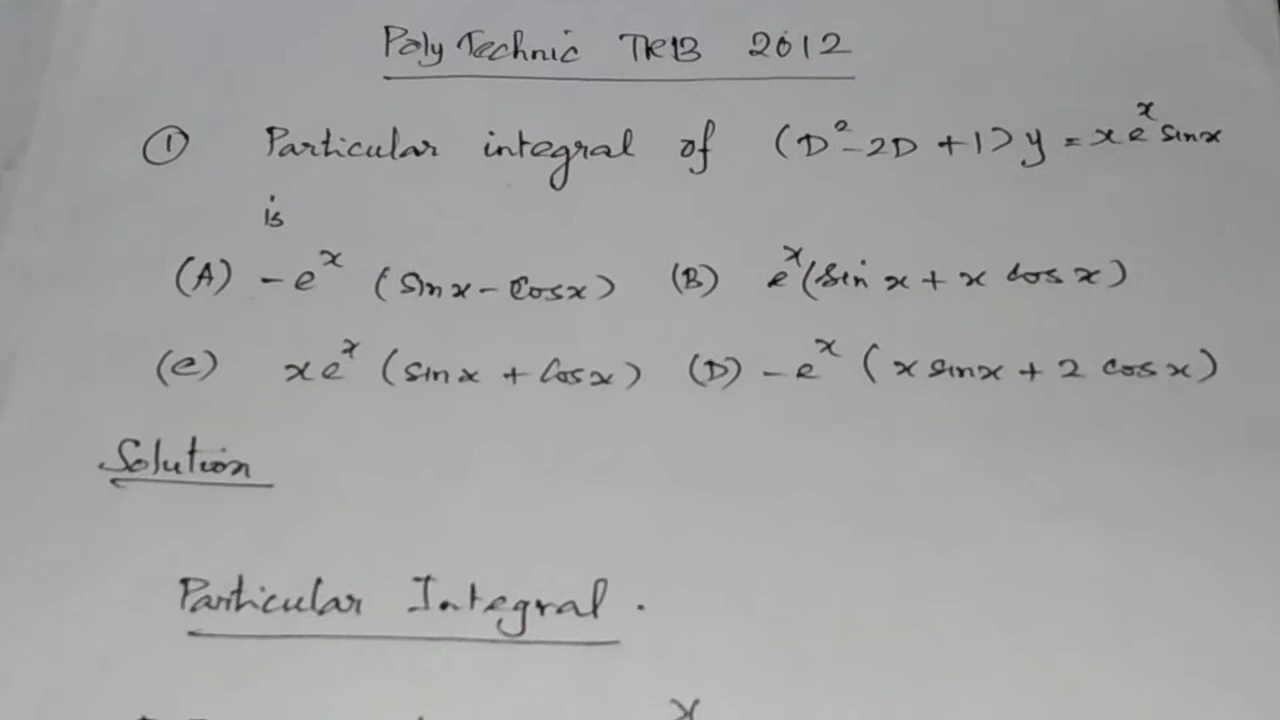 Poly Technic TRB 2012
① Particular integral of (D²-2D+1)y = xeˣ sinx
is
(A) -eˣ (sinx - cosx) (B) eˣ(sin x + x cos x)
(c) xeˣ (sinx + cosx) (D) -eˣ (x sinx + 2 cosx)
Solution
Particular Integral.
x